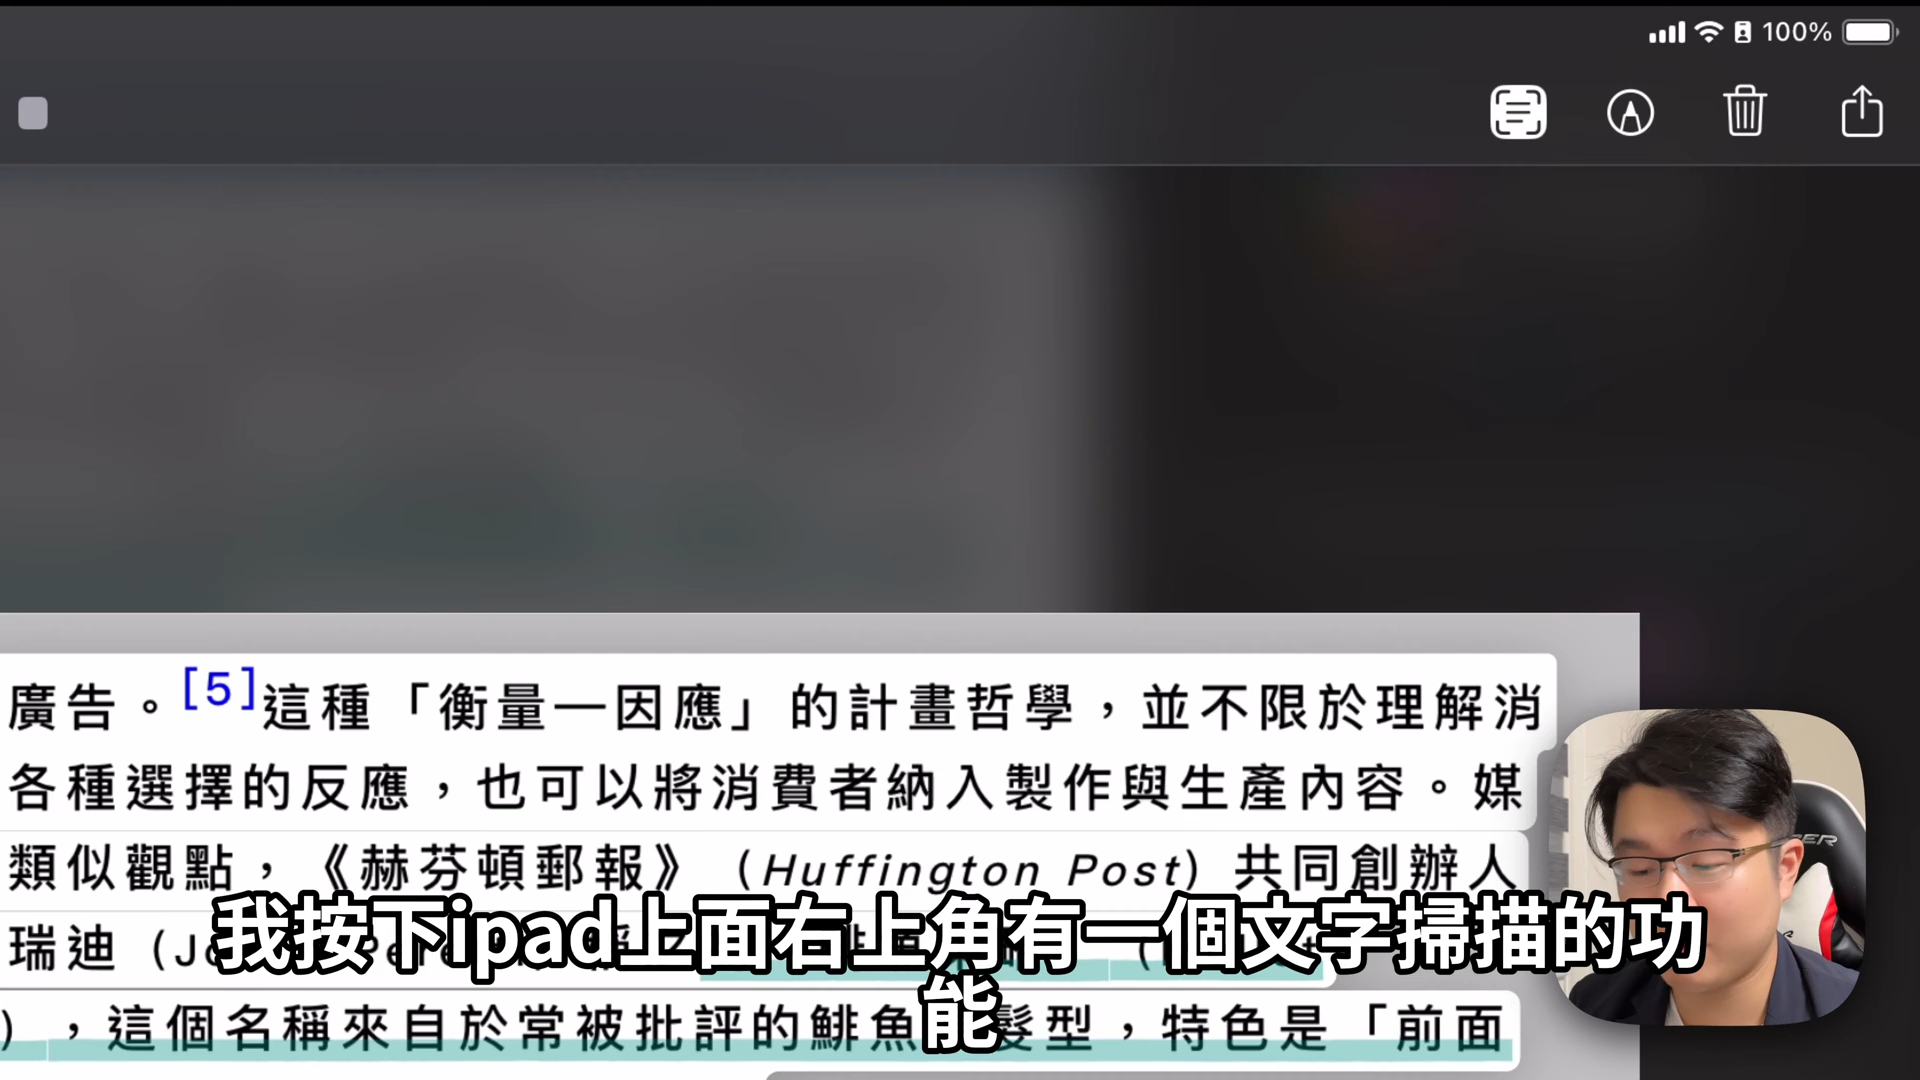 100%
廣告。[5]這種「衡量—因應」的計畫哲學，並不限於理解消
各種選擇的反應，也可以將消費者納入製作與生產內容。媒
類似觀點，《赫芬頓郵報》（Huffington Post）共同創辦人
瑞迪（Jo
），這個名稱來自於常被批評的鯡魚髮型，特色是「前面
我按下ipad上面右上角有一個文字掃描的功
能